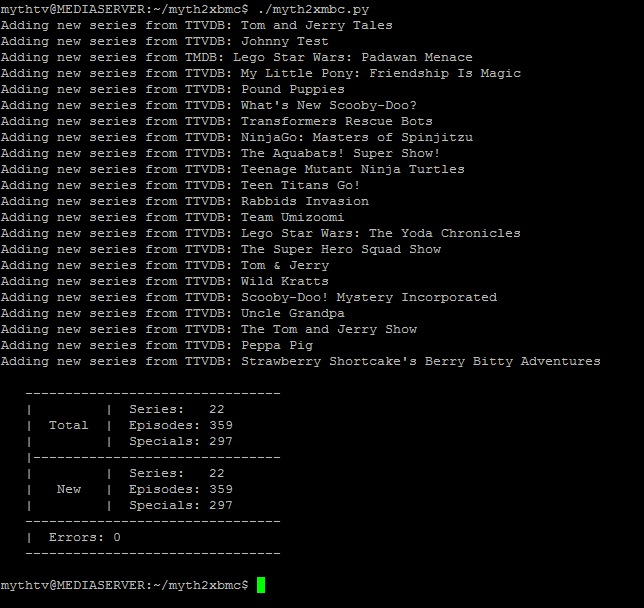 mythtv@MEDIASERVER:~/myth2xbmc$ ./myth2xmbc.py
Adding new series from TTVDB: Tom and Jerry Tales
Adding new series from TTVDB: Johnny Test
Adding new series from TMDB: Lego Star Wars: Padawan Menace
Adding new series from TTVDB: My Little Pony: Friendship Is Magic
Adding new series from TTVDB: Pound Puppies
Adding new series from TTVDB: What's New Scooby-Doo?
Adding new series from TTVDB: Transformers Rescue Bots
Adding new series from TTVDB: NinjaGo: Masters of Spinjitzu
Adding new series from TTVDB: The Aquabats! Super Show!
Adding new series from TTVDB: Teenage Mutant Ninja Turtles
Adding new series from TTVDB: Teen Titans Go!
Adding new series from TTVDB: Rabbids Invasion
Adding new series from TTVDB: Team Umizoomi
Adding new series from TTVDB: Lego Star Wars: The Yoda Chronicles
Adding new series from TTVDB: The Super Hero Squad Show
Adding new series from TTVDB: Tom & Jerry
Adding new series from TTVDB: Wild Kratts
Adding new series from TTVDB: Scooby-Doo! Mystery Incorporated
Adding new series from TTVDB: Uncle Grandpa
Adding new series from TTVDB: The Tom and Jerry Show
Adding new series from TTVDB: Peppa Pig
Adding new series from TTVDB: Strawberry Shortcake's Berry Bitty Adventures
--------------------------------
|         |  Series:   22
|  Total  |  Episodes: 359
|         |  Specials: 297
|-------------------------------
|         |  Series:   22
|   New   |  Episodes: 359
|         |  Specials: 297
--------------------------------
|  Errors: 0
--------------------------------
mythtv@MEDIASERVER:~/myth2xbmc$